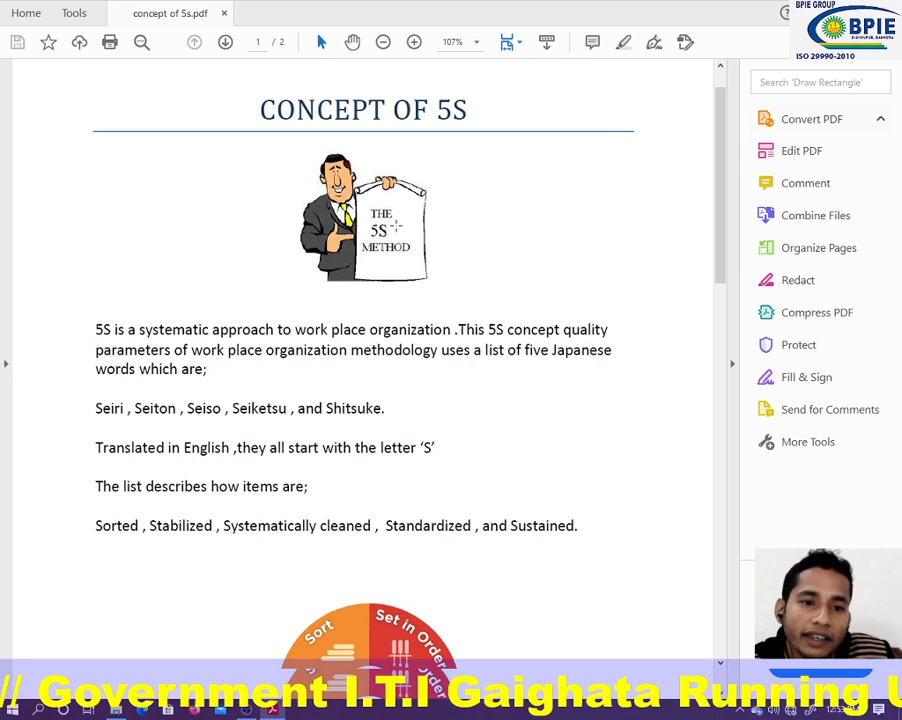 Home Tools concept of 5s.pdf ×
BPIE GROUP
BPIE
ISO 29990-2010
1 / 2 107%
Search 'Draw Rectangle'
CONCEPT OF 5S
THE
5S
METHOD
5S is a systematic approach to work place organization .This 5S concept quality
parameters of work place organization methodology uses a list of five Japanese
words which are;
Seiri , Seiton , Seiso , Seiketsu , and Shitsuke.
Translated in English ,they all start with the letter ‘S’
The list describes how items are;
Sorted , Stabilized , Systematically cleaned , Standardized , and Sustained.
Sort
Set in Order
Convert PDF
Edit PDF
Comment
Combine Files
Organize Pages
Redact
Compress PDF
Protect
Fill & Sign
Send for Comments
More Tools
// Government I.T.I Gaighata Running U